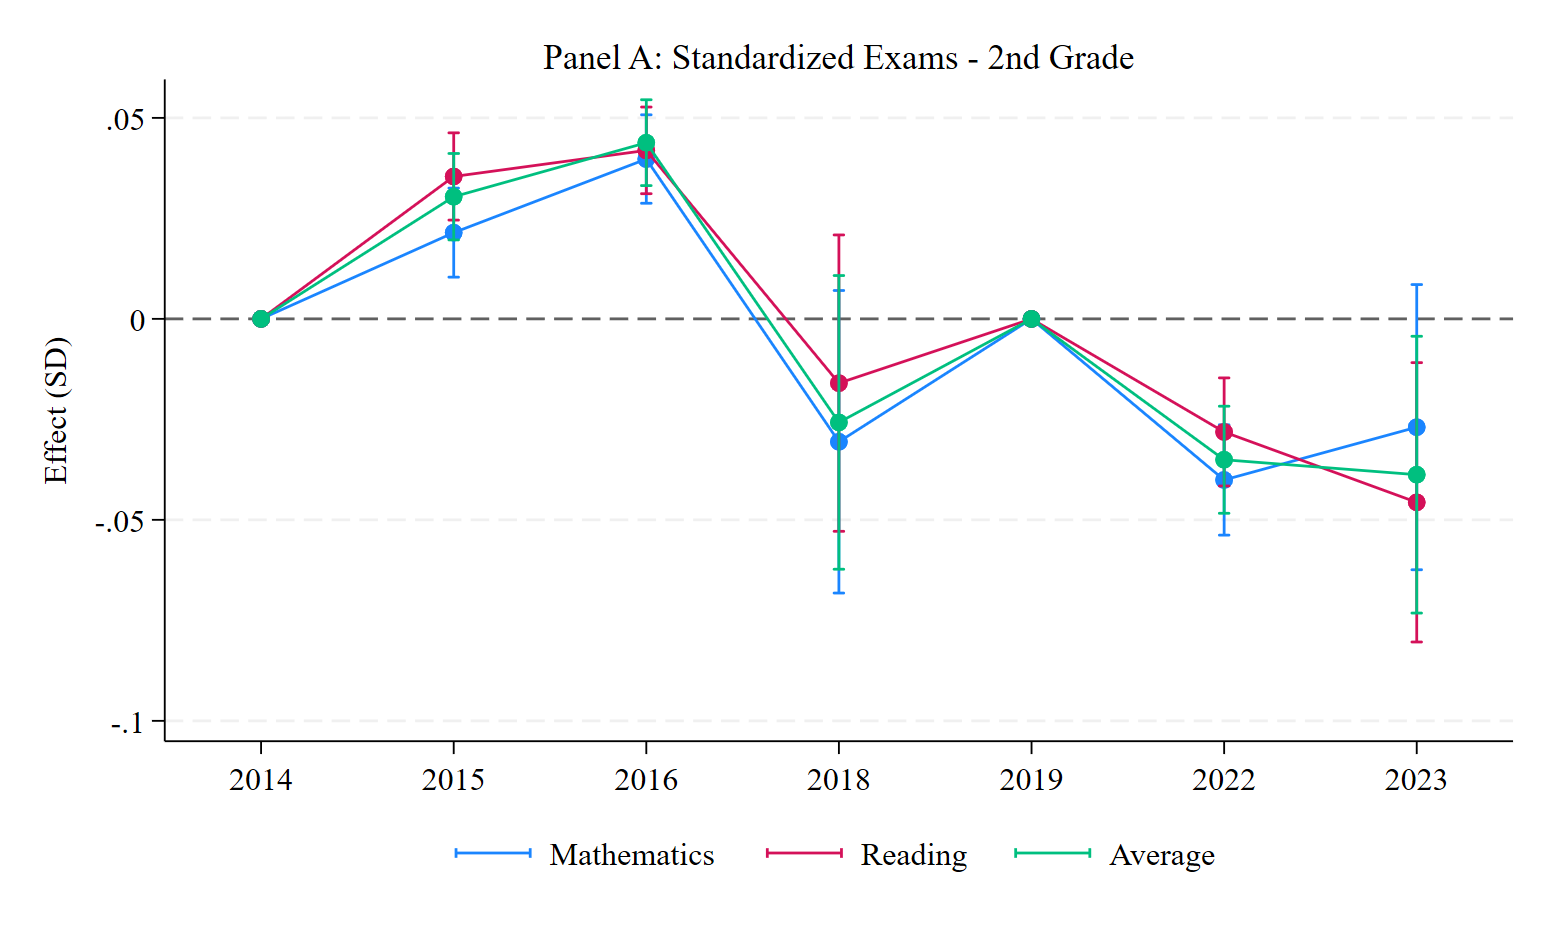 Panel A: Standardized Exams - 2nd Grade
.05
0
-.05
-.1
Effect (SD)
2014 2015 2016 2018 2019 2022 2023
Mathematics Reading Average